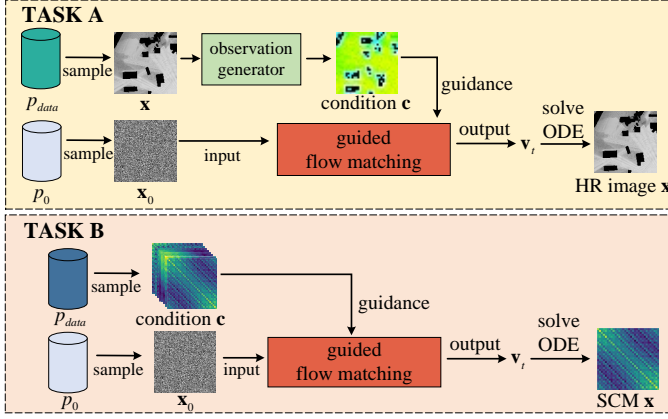 TASK A
sample
p_data
x
observation
generator
condition c
guidance
sample
p_0
x_0
input
guided
flow matching
output
v_t
solve
ODE
HR image x
TASK B
sample
p_data
condition c
guidance
sample
p_0
x_0
input
guided
flow matching
output
v_t
solve
ODE
SCM x